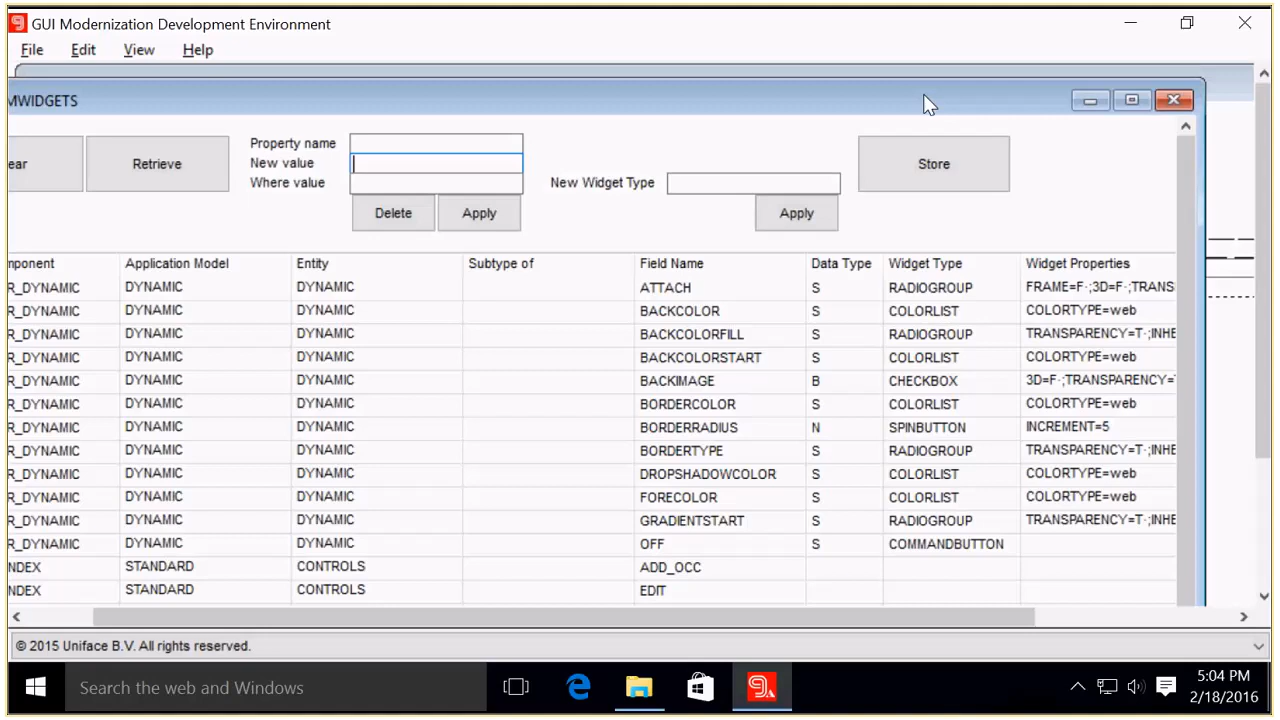 GUI Modernization Development Environment
File Edit View Help
MWIDGETS
ear Retrieve Property name Store
New value
Where value New Widget Type
Delete Apply Apply
mponent Application Model Entity Subtype of Field Name Data Type Widget Type Widget Properties
R_DYNAMIC DYNAMIC DYNAMIC ATTACH S RADIOGROUP FRAME=F·;3D=F·;TRANS
R_DYNAMIC DYNAMIC DYNAMIC BACKCOLOR S COLORLIST COLORTYPE=web
R_DYNAMIC DYNAMIC DYNAMIC BACKCOLORFILL S RADIOGROUP TRANSPARENCY=T·;INHE
R_DYNAMIC DYNAMIC DYNAMIC BACKCOLORSTART S COLORLIST COLORTYPE=web
R_DYNAMIC DYNAMIC DYNAMIC BACKIMAGE B CHECKBOX 3D=F·;TRANSPARENCY=
R_DYNAMIC DYNAMIC DYNAMIC BORDERCOLOR S COLORLIST COLORTYPE=web
R_DYNAMIC DYNAMIC DYNAMIC BORDERRADIUS N SPINBUTTON INCREMENT=5
R_DYNAMIC DYNAMIC DYNAMIC BORDERTYPE S RADIOGROUP TRANSPARENCY=T·;INHE
R_DYNAMIC DYNAMIC DYNAMIC DROPSHADOWCOLOR S COLORLIST COLORTYPE=web
R_DYNAMIC DYNAMIC DYNAMIC FORECOLOR S COLORLIST COLORTYPE=web
R_DYNAMIC DYNAMIC DYNAMIC GRADIENTSTART S RADIOGROUP TRANSPARENCY=T·;INHE
R_DYNAMIC DYNAMIC DYNAMIC OFF S COMMANDBUTTON
NDEX STANDARD CONTROLS ADD_OCC
NDEX STANDARD CONTROLS EDIT
© 2015 Uniface B.V. All rights reserved.
Search the web and Windows
5:04 PM
2/18/2016